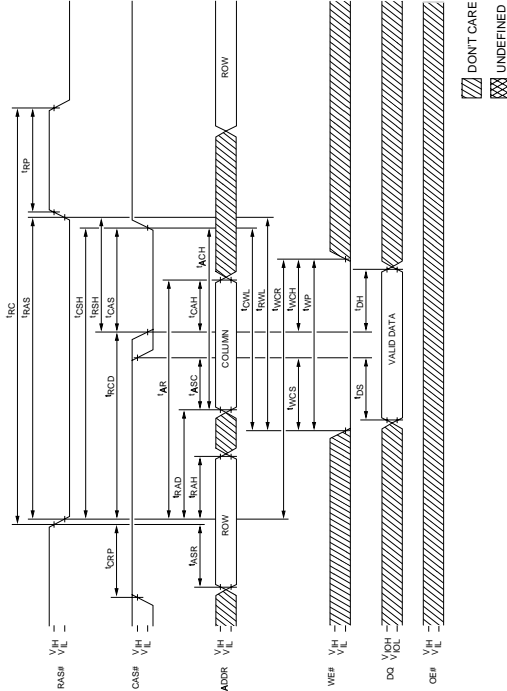 tRC
tRAS
tRP
tCSH
tRSH
tCRP
tRCD
tCAS
tAR
tRAD
tASR
tRAH
tASC
tCAH
tACH
ROW
COLUMN
ROW
tCWL
tRWL
tWCR
tWCS
tWCH
tWP
tDS
tDH
VALID DATA
RAS#
VIH
VIL
CAS#
VIH
VIL
ADDR
VIH
VIL
WE#
VIH
VIL
DQ
VIOH
VIOL
OE#
VIH
VIL
DON'T CARE
UNDEFINED